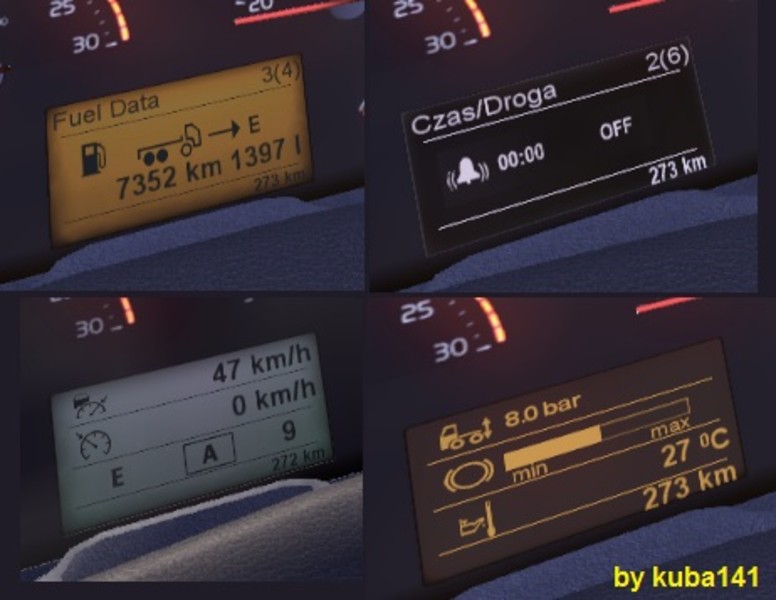 25
30
-20
3(4)
Fuel Data
E
7352 km 1397 l
273 km
25
30
2(6)
Czas/Droga
00:00
OFF
273 km
30
47 km/h
0 km/h
9
E
A
272 km
25
30
8.0 bar
min
max
27 ºC
273 km
by kuba141